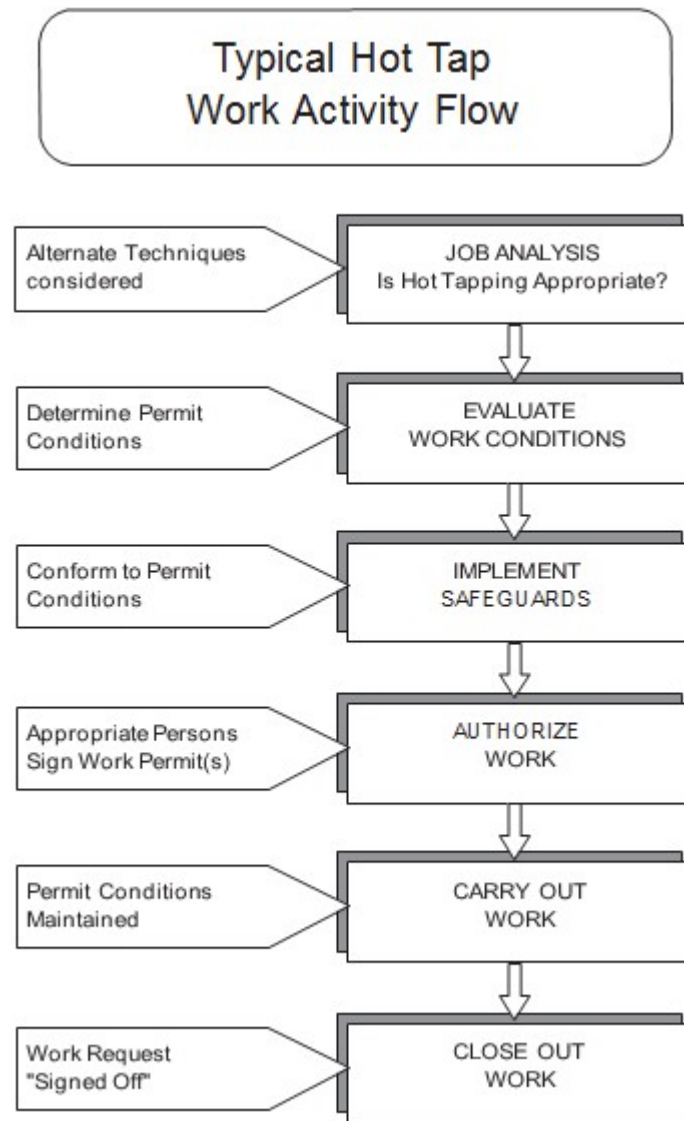 Typical Hot Tap
Work Activity Flow
Alternate Techniques
considered
JOB ANALYSIS
Is Hot Tapping Appropriate?
Determine Permit
Conditions
EVALUATE
WORK CONDITIONS
Conform to Permit
Conditions
IMPLEMENT
SAFEGUARDS
Appropriate Persons
Sign Work Permit(s)
AUTHORIZE
WORK
Permit Conditions
Maintained
CARRY OUT
WORK
Work Request
"Signed Off"
CLOSE OUT
WORK